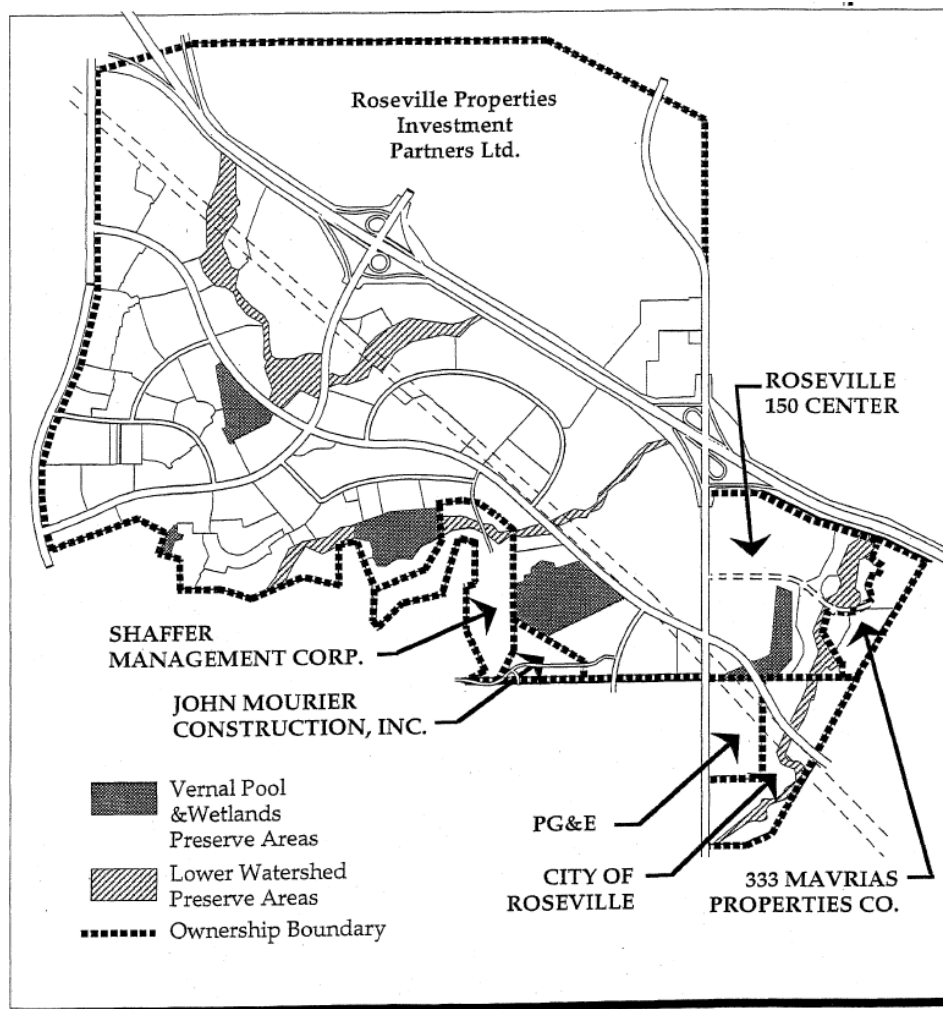 Roseville Properties
Investment
Partners Ltd.
ROSEVILLE
150 CENTER
SHAFFER
MANAGEMENT CORP.
JOHN MOURIER
CONSTRUCTION, INC.
Vernal Pool
&Wetlands
Preserve Areas
Lower Watershed
Preserve Areas
Ownership Boundary
PG&E
CITY OF
ROSEVILLE
333 MAVRIAS
PROPERTIES CO.